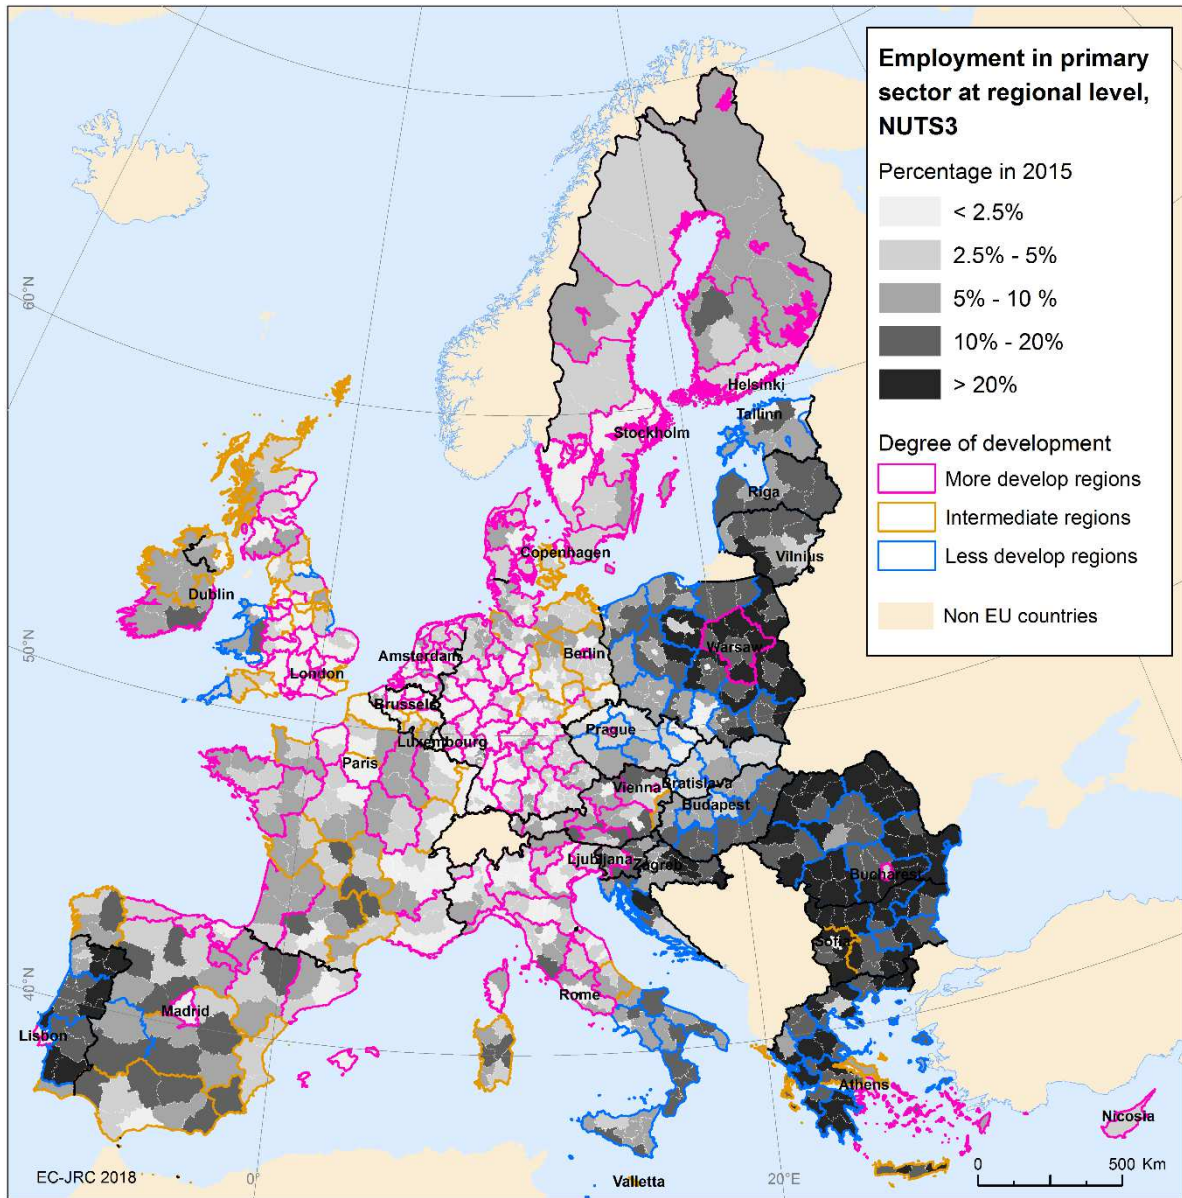 Employment in primary
sector at regional level,
NUTS3
Percentage in 2015
< 2.5%
2.5% - 5%
5% - 10 %
10% - 20%
> 20%
Degree of development
More develop regions
Intermediate regions
Less develop regions
Non EU countries
60°N
50°N
40°N
Helsinki
Tallinn
Stockholm
Riga
Copenhagen
Vilnius
Dublin
Amsterdam
Berlin
Warsaw
London
Brussels
Prague
Luxembourg
Paris
Vienna
Bratislava
Budapest
Ljubljana
Zagreb
Bucharest
Sofia
Rome
Madrid
Lisbon
Athens
Nicosia
Valletta
EC-JRC 2018
0°
20°E
0 500 Km